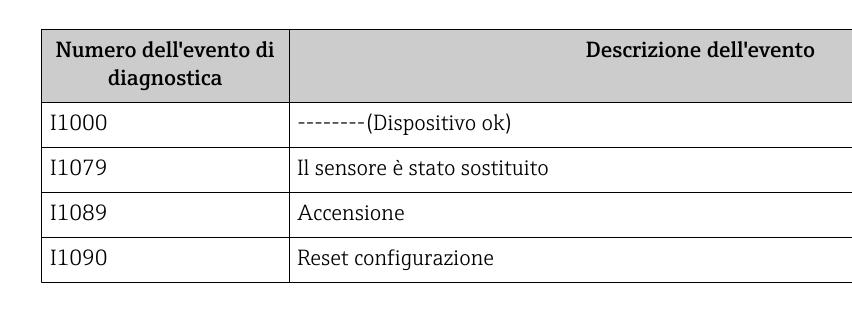 Numero dell'evento di
diagnostica
Descrizione dell'evento
I1000
--------(Dispositivo ok)
I1079
Il sensore è stato sostituito
I1089
Accensione
I1090
Reset configurazione